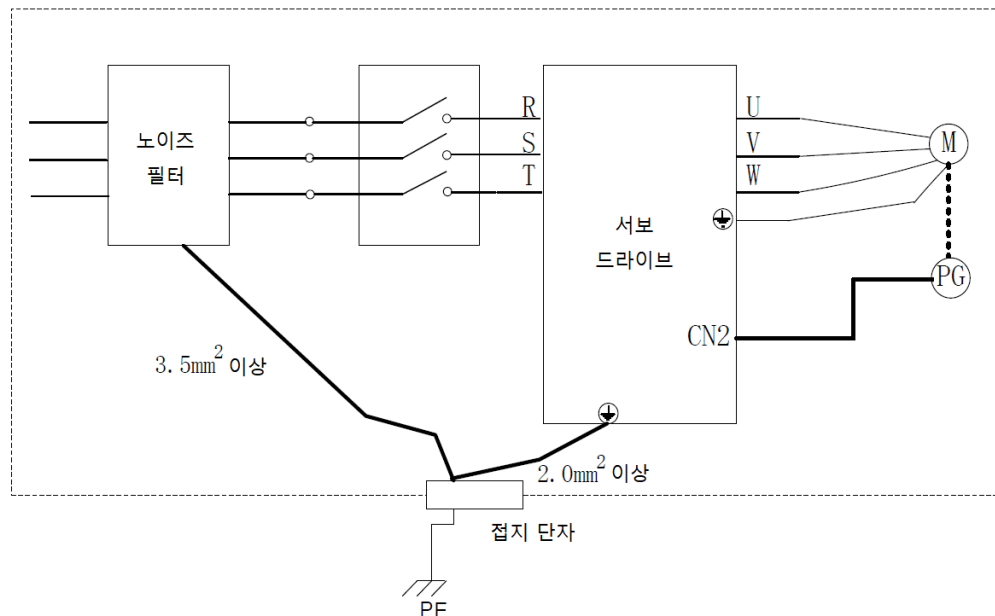 노이즈
필터
R
S
T
서보
드라이브
U
V
W
CN2
M
PG
3.5mm² 이상
2.0mm² 이상
접지 단자
PE